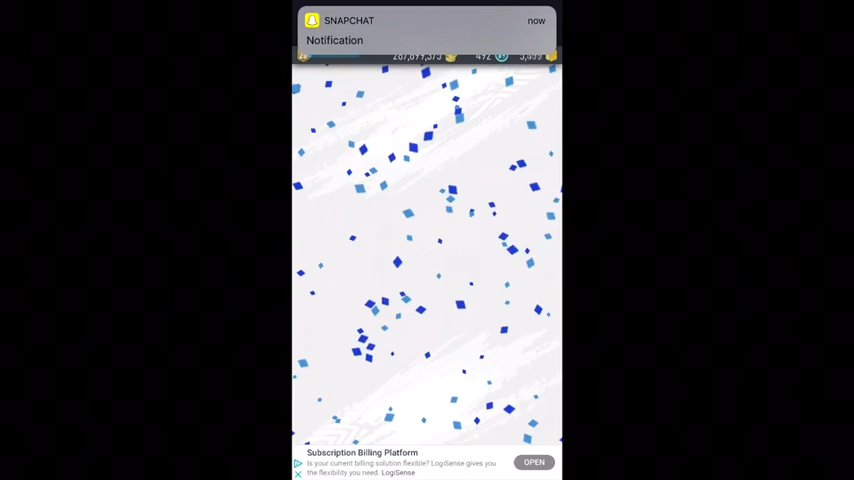 SNAPCHAT
now
Notification
492
Subscription Billing Platform
Is your current billing solution flexible? LogiSense gives you
the flexibility you need. LogiSense
OPEN